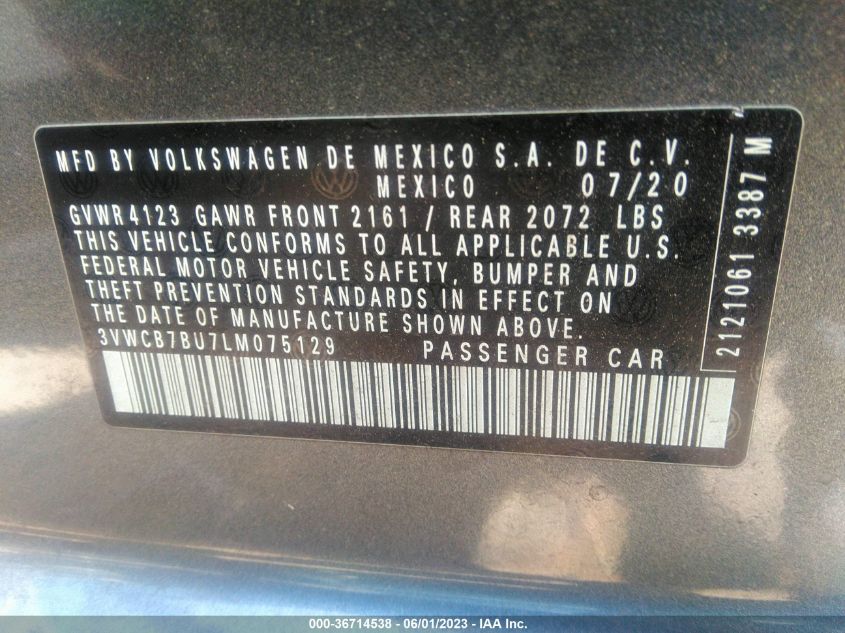 MFD BY VOLKSWAGEN DE MEXICO S.A. DE C.V.
MEXICO 07/20
GVWR4123 GAWR FRONT 2161 / REAR 2072 LBS
THIS VEHICLE CONFORMS TO ALL APPLICABLE U.S.
FEDERAL MOTOR VEHICLE SAFETY, BUMPER AND
THEFT PREVENTION STANDARDS IN EFFECT ON
THE DATE OF MANUFACTURE SHOWN ABOVE.
3VWCB7BU7LM075129 PASSENGER CAR
2121061 3387 M
000-36714538 - 06/01/2023 - IAA Inc.